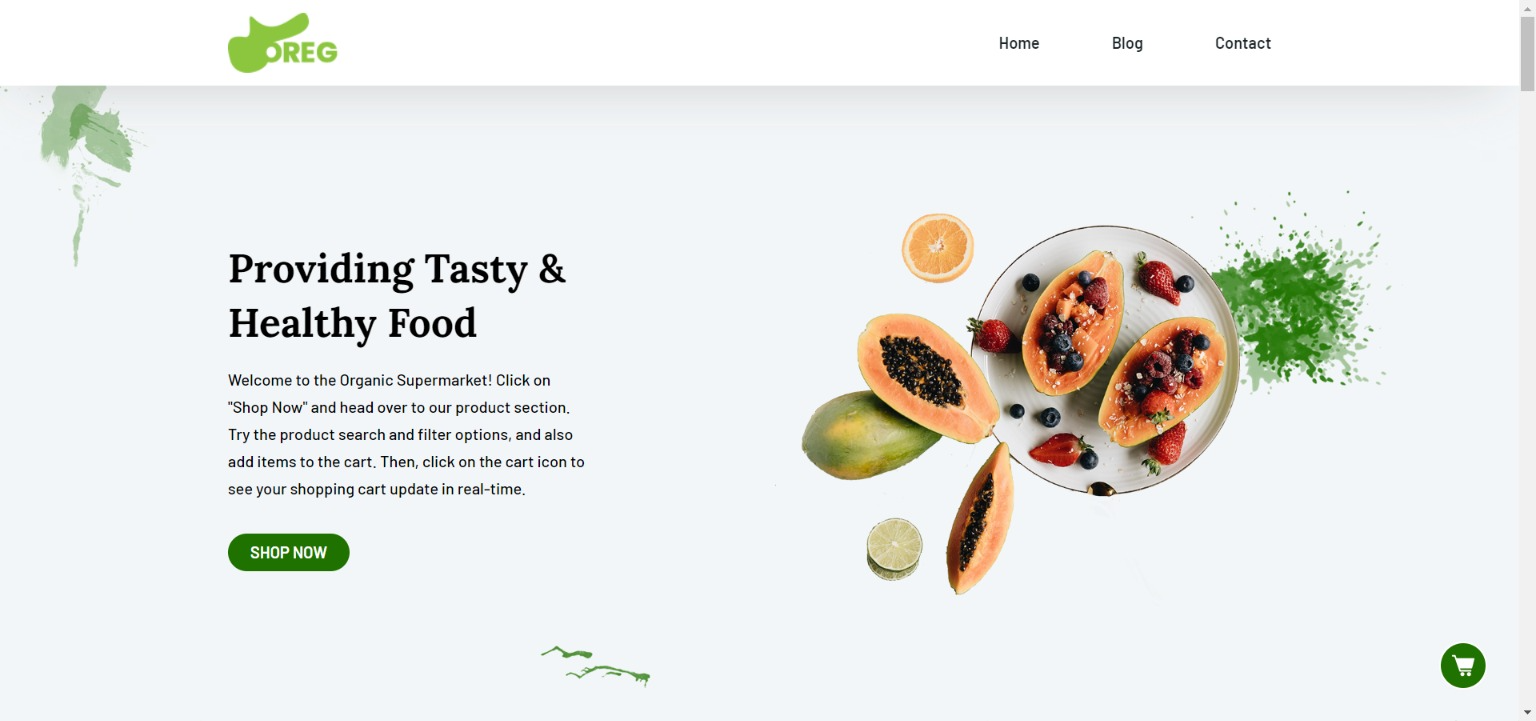 OREG
Home Blog Contact
Providing Tasty &
Healthy Food
Welcome to the Organic Supermarket! Click on
"Shop Now" and head over to our product section.
Try the product search and filter options, and also
add items to the cart. Then, click on the cart icon to
see your shopping cart update in real-time.
SHOP NOW